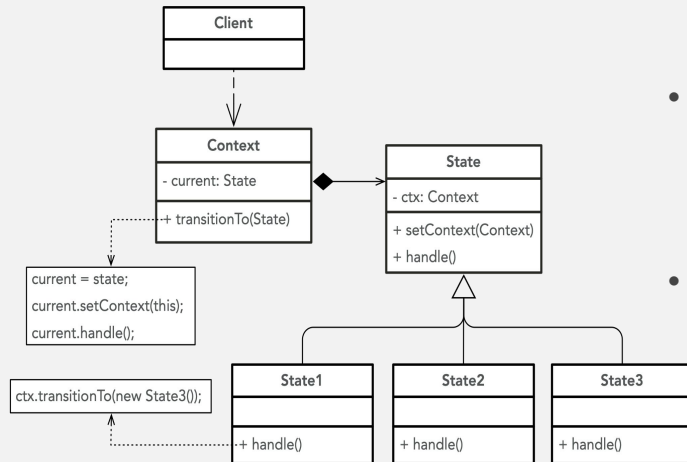 Client
Context
- current: State
+ transitionTo(State)
State
- ctx: Context
+ setContext(Context)
+ handle()
current = state;
current.setContext(this);
current.handle();
ctx.transitionTo(new State3());
State1
+ handle()
State2
+ handle()
State3
+ handle()